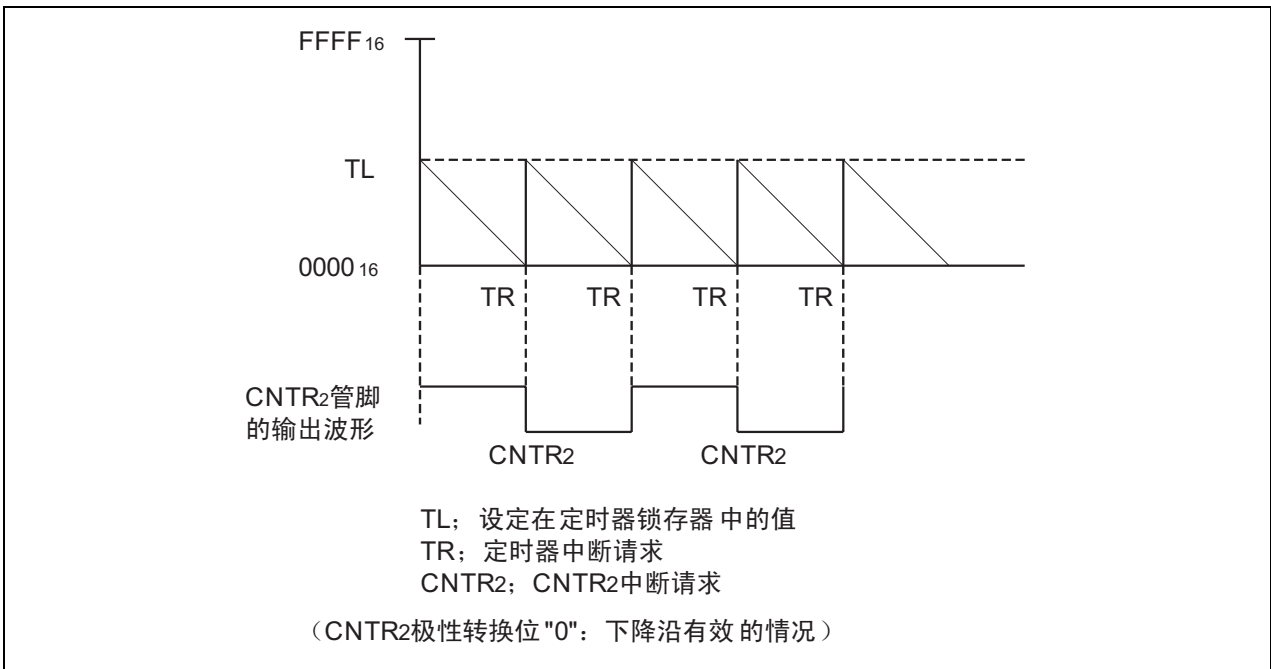 FFFF16
TL
000016
TR TR TR TR
CNTR2管脚
的输出波形
CNTR2 CNTR2
TL；设定在定时器锁存器中的值
TR；定时器中断请求
CNTR2；CNTR2中断请求
（CNTR2极性转换位"0"：下降沿有效的情况）